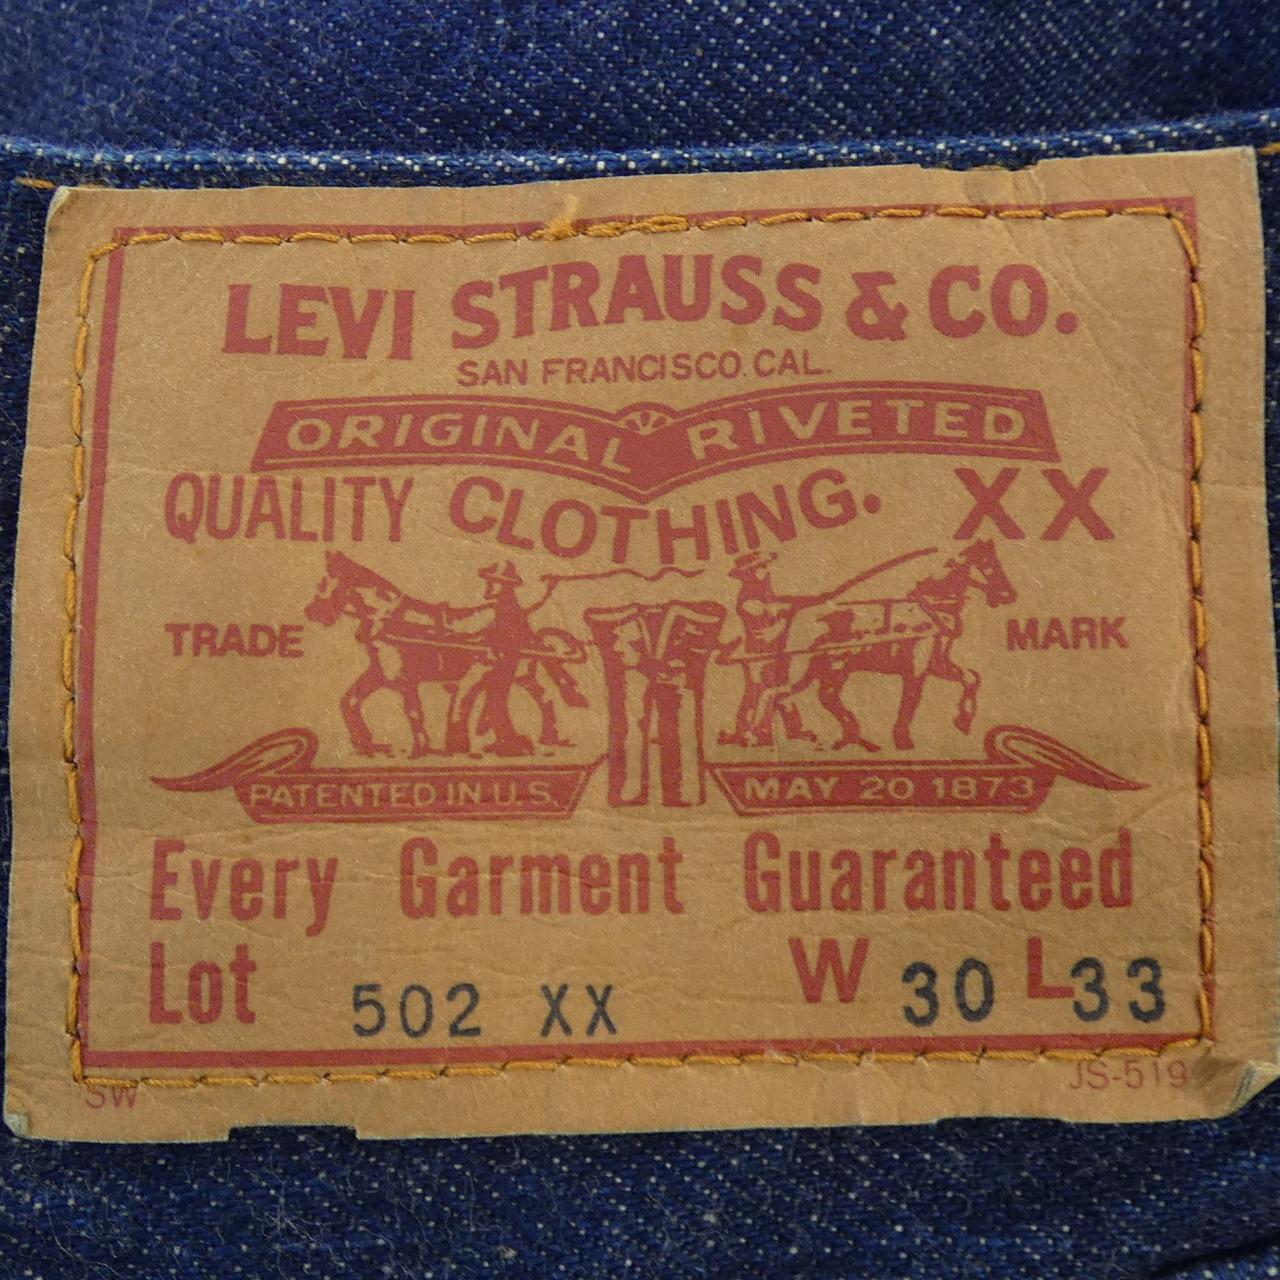 LEVI STRAUSS & CO.
SAN FRANCISCO. CAL.
ORIGINAL RIVETED
QUALITY CLOTHING. XX
TRADE MARK
PATENTED IN U.S. MAY 20 1873
Every Garment Guaranteed
Lot 502 XX W 30 L 33
SW JS-519